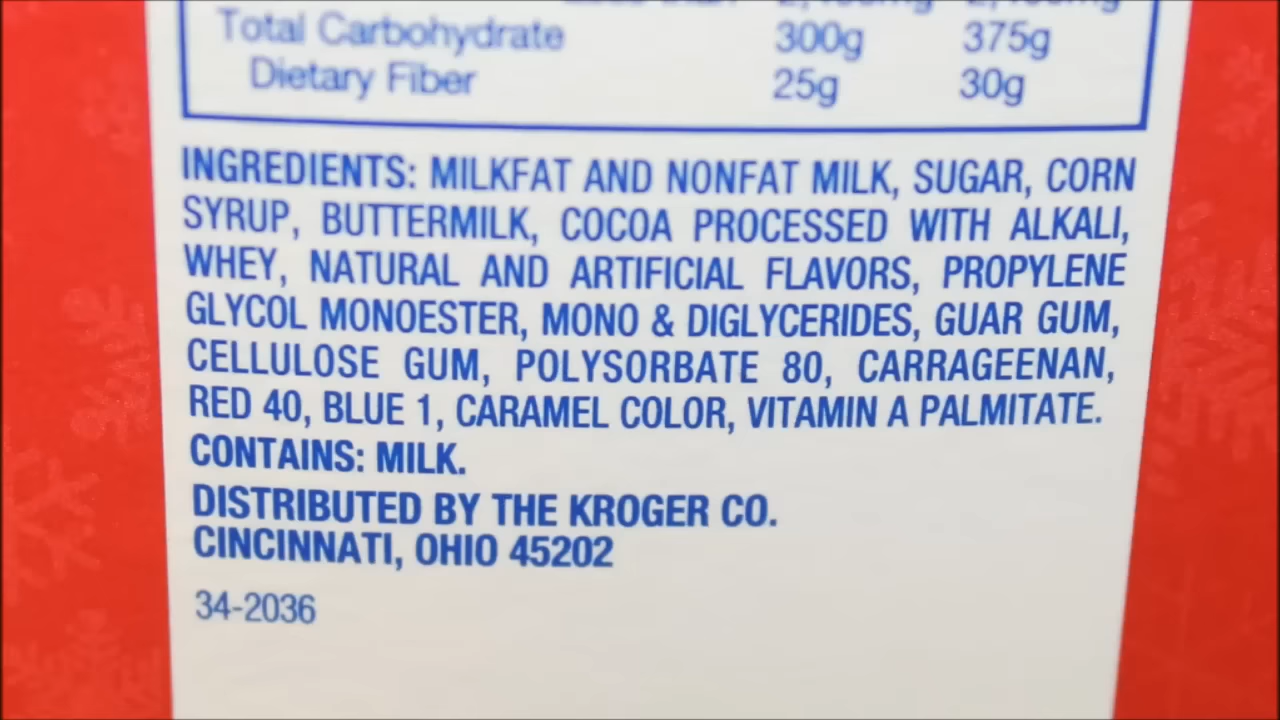 Total Carbohydrate 300g 375g
Dietary Fiber 25g 30g
INGREDIENTS: MILKFAT AND NONFAT MILK, SUGAR, CORN
SYRUP, BUTTERMILK, COCOA PROCESSED WITH ALKALI,
WHEY, NATURAL AND ARTIFICIAL FLAVORS, PROPYLENE
GLYCOL MONOESTER, MONO & DIGLYCERIDES, GUAR GUM,
CELLULOSE GUM, POLYSORBATE 80, CARRAGEENAN,
RED 40, BLUE 1, CARAMEL COLOR, VITAMIN A PALMITATE.
CONTAINS: MILK.
DISTRIBUTED BY THE KROGER CO.
CINCINNATI, OHIO 45202
34-2036